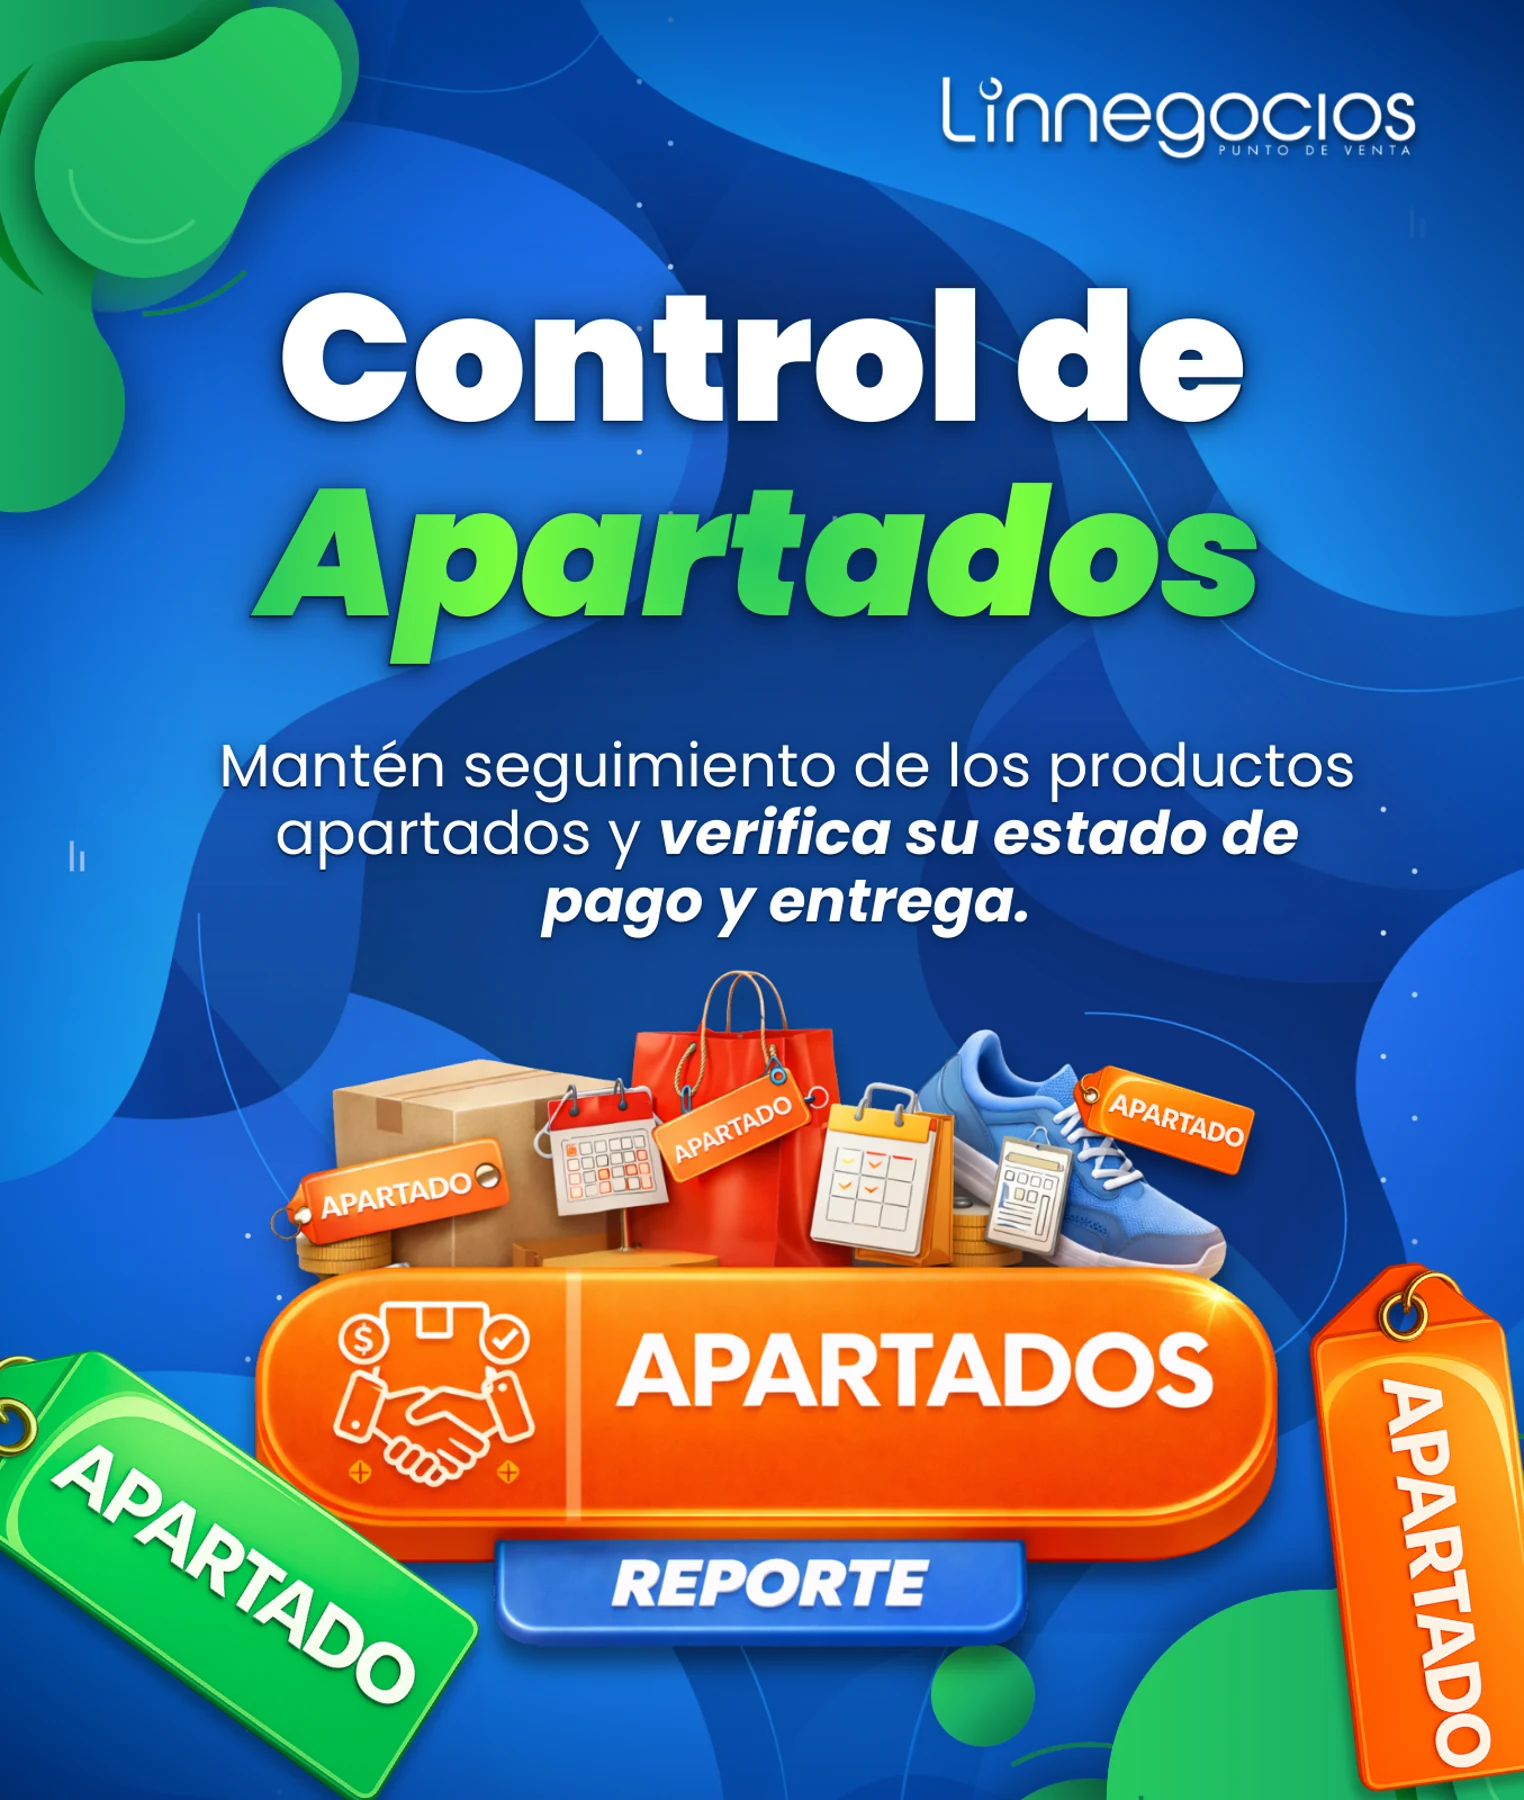 Linnegocios
PUNTO DE VENTA
Control de
Apartados
Mantén seguimiento de los productos
apartados y verifica su estado de
pago y entrega.
APARTADO
APARTADO
APARTADO
$
APARTADOS
REPORTE
APARTADO
APARTADO